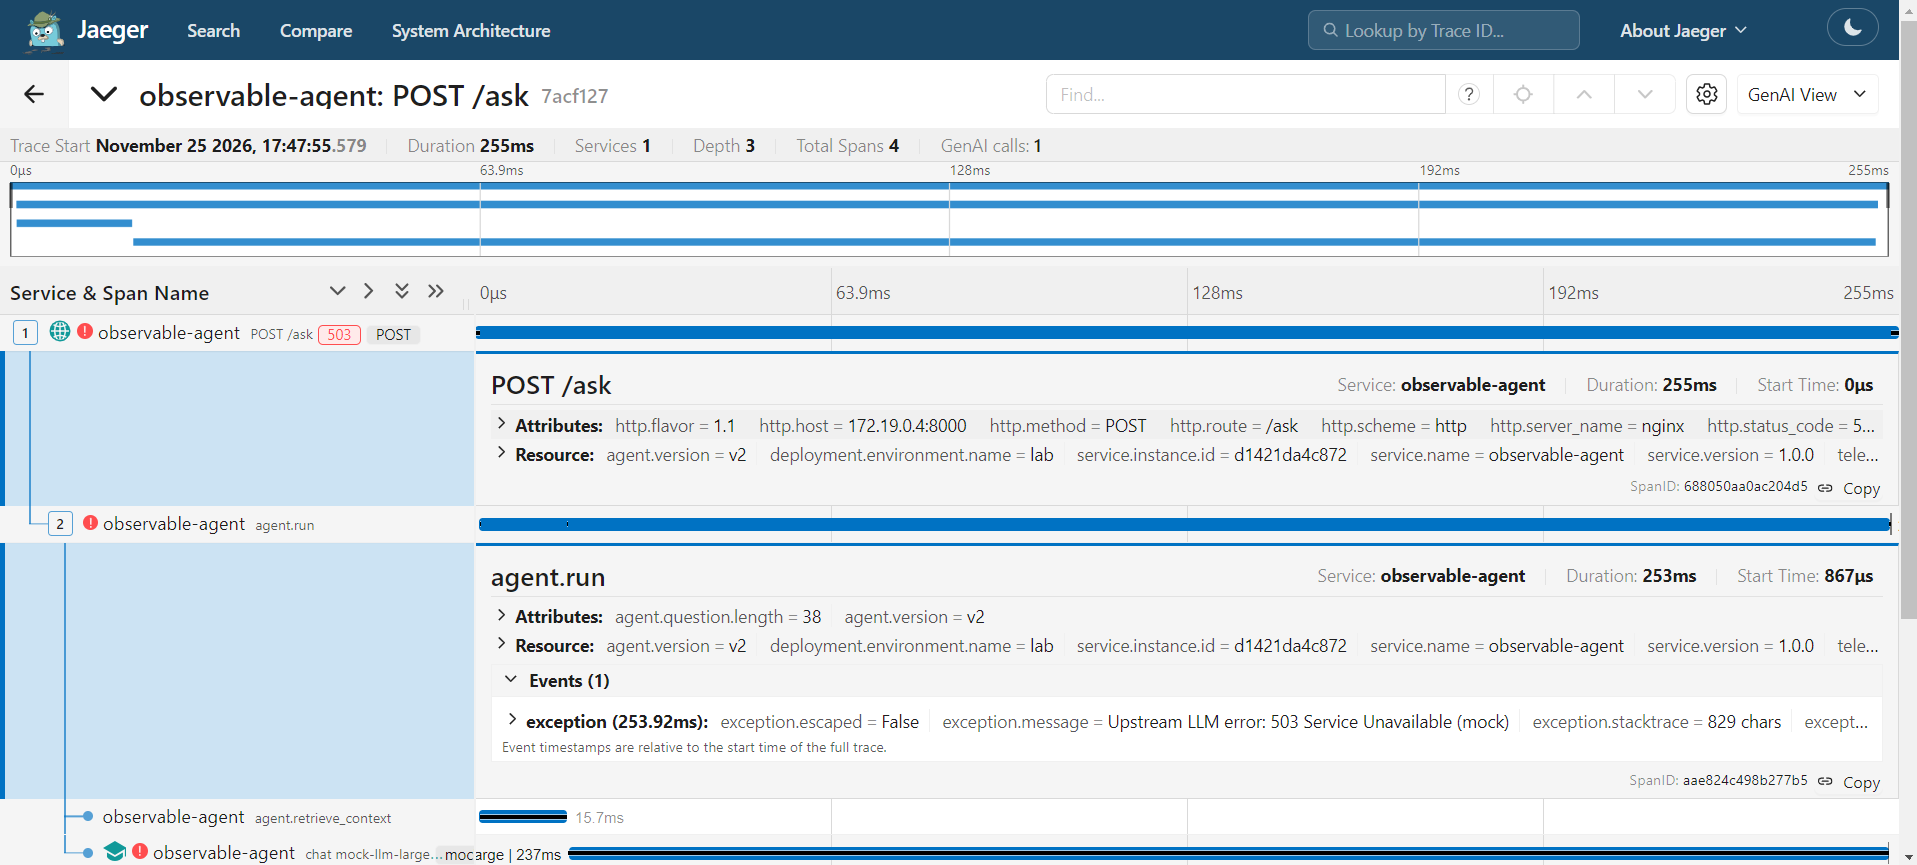 Jaeger Search Compare System Architecture Lookup by Trace ID... About Jaeger
observable-agent: POST /ask 7acf127 Find... ? GenAI View
Trace Start November 25 2026, 17:47:55.579 Duration 255ms Services 1 Depth 3 Total Spans 4 GenAI calls: 1
0μs 63.9ms 128ms 192ms 255ms
Service & Span Name 0μs 63.9ms 128ms 192ms 255ms
1 observable-agent POST /ask 503 POST
POST /ask Service: observable-agent Duration: 255ms Start Time: 0μs
Attributes: http.flavor = 1.1 http.host = 172.19.0.4:8000 http.method = POST http.route = /ask http.scheme = http http.server_name = nginx http.status_code = 5...
Resource: agent.version = v2 deployment.environment.name = lab service.instance.id = d1421da4c872 service.name = observable-agent service.version = 1.0.0 tele...
SpanID: 688050aa0ac204d5 Copy
2 observable-agent agent.run
agent.run Service: observable-agent Duration: 253ms Start Time: 867μs
Attributes: agent.question.length = 38 agent.version = v2
Resource: agent.version = v2 deployment.environment.name = lab service.instance.id = d1421da4c872 service.name = observable-agent service.version = 1.0.0 tele...
Events (1)
exception (253.92ms): exception.escaped = False exception.message = Upstream LLM error: 503 Service Unavailable (mock) exception.stacktrace = 829 chars except...
Event timestamps are relative to the start time of the full trace.
SpanID: aae824c498b277b5 Copy
observable-agent agent.retrieve_context 15.7ms
observable-agent chat mock-llm-large... mocarge | 237ms